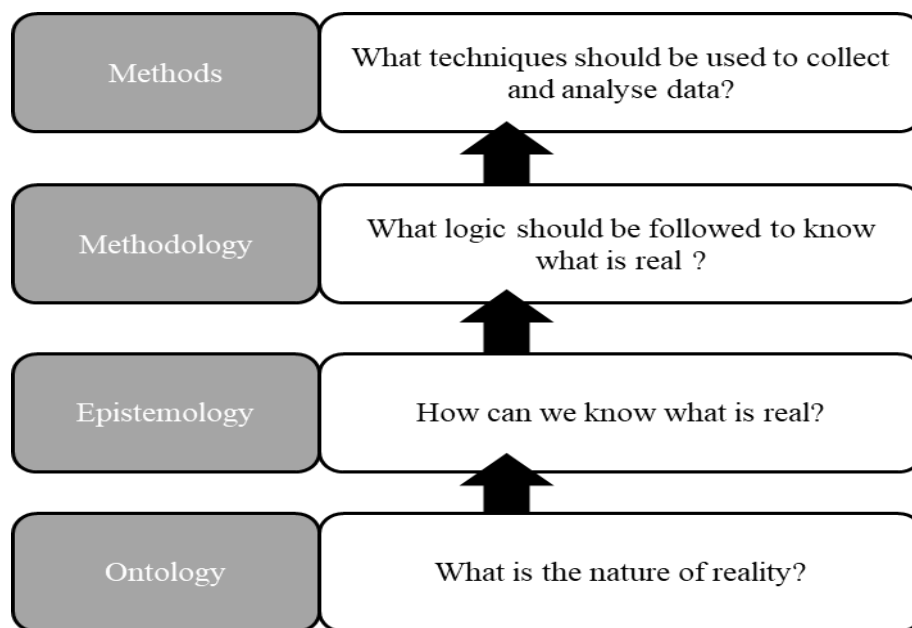 Methods
What techniques should be used to collect
and analyse data?
Methodology
What logic should be followed to know
what is real ?
Epistemology
How can we know what is real?
Ontology
What is the nature of reality?